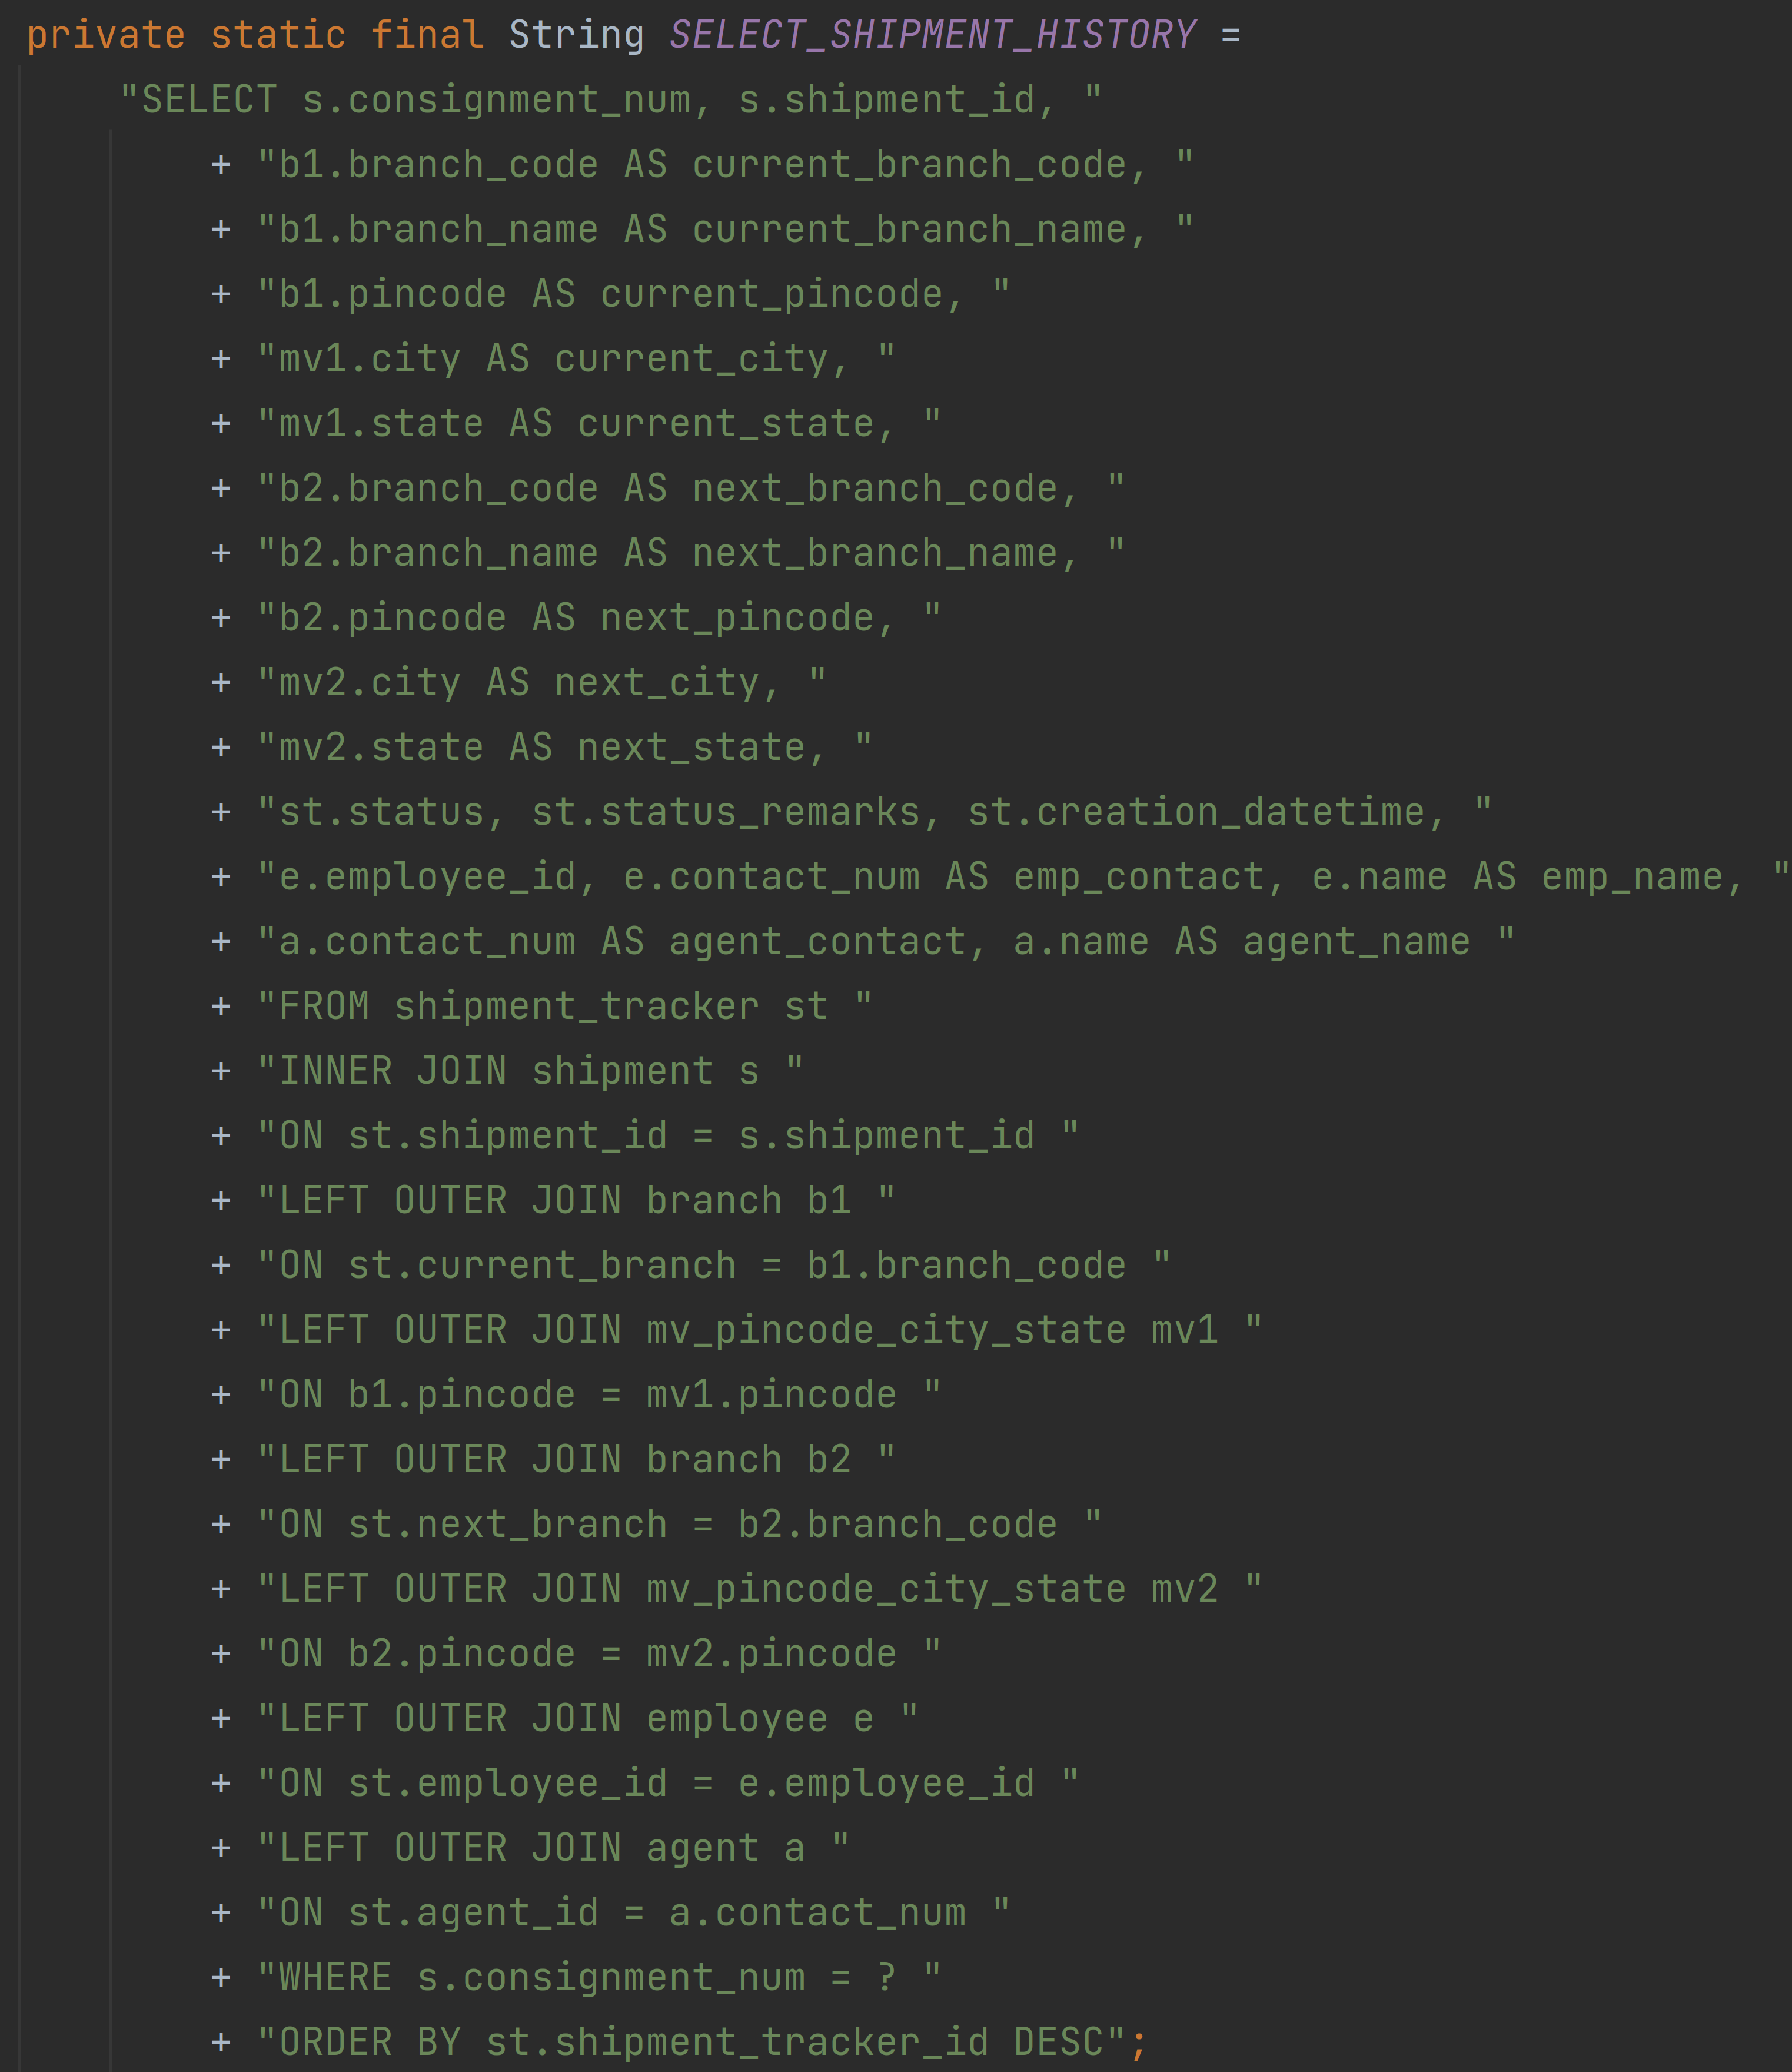 private static final String SELECT_SHIPMENT_HISTORY =
"SELECT s.consignment_num, s.shipment_id, "
+ "b1.branch_code AS current_branch_code, "
+ "b1.branch_name AS current_branch_name, "
+ "b1.pincode AS current_pincode, "
+ "mv1.city AS current_city, "
+ "mv1.state AS current_state, "
+ "b2.branch_code AS next_branch_code, "
+ "b2.branch_name AS next_branch_name, "
+ "b2.pincode AS next_pincode, "
+ "mv2.city AS next_city, "
+ "mv2.state AS next_state, "
+ "st.status, st.status_remarks, st.creation_datetime, "
+ "e.employee_id, e.contact_num AS emp_contact, e.name AS emp_name, "
+ "a.contact_num AS agent_contact, a.name AS agent_name "
+ "FROM shipment_tracker st "
+ "INNER JOIN shipment s "
+ "ON st.shipment_id = s.shipment_id "
+ "LEFT OUTER JOIN branch b1 "
+ "ON st.current_branch = b1.branch_code "
+ "LEFT OUTER JOIN mv_pincode_city_state mv1 "
+ "ON b1.pincode = mv1.pincode "
+ "LEFT OUTER JOIN branch b2 "
+ "ON st.next_branch = b2.branch_code "
+ "LEFT OUTER JOIN mv_pincode_city_state mv2 "
+ "ON b2.pincode = mv2.pincode "
+ "LEFT OUTER JOIN employee e "
+ "ON st.employee_id = e.employee_id "
+ "LEFT OUTER JOIN agent a "
+ "ON st.agent_id = a.contact_num "
+ "WHERE s.consignment_num = ? "
+ "ORDER BY st.shipment_tracker_id DESC";